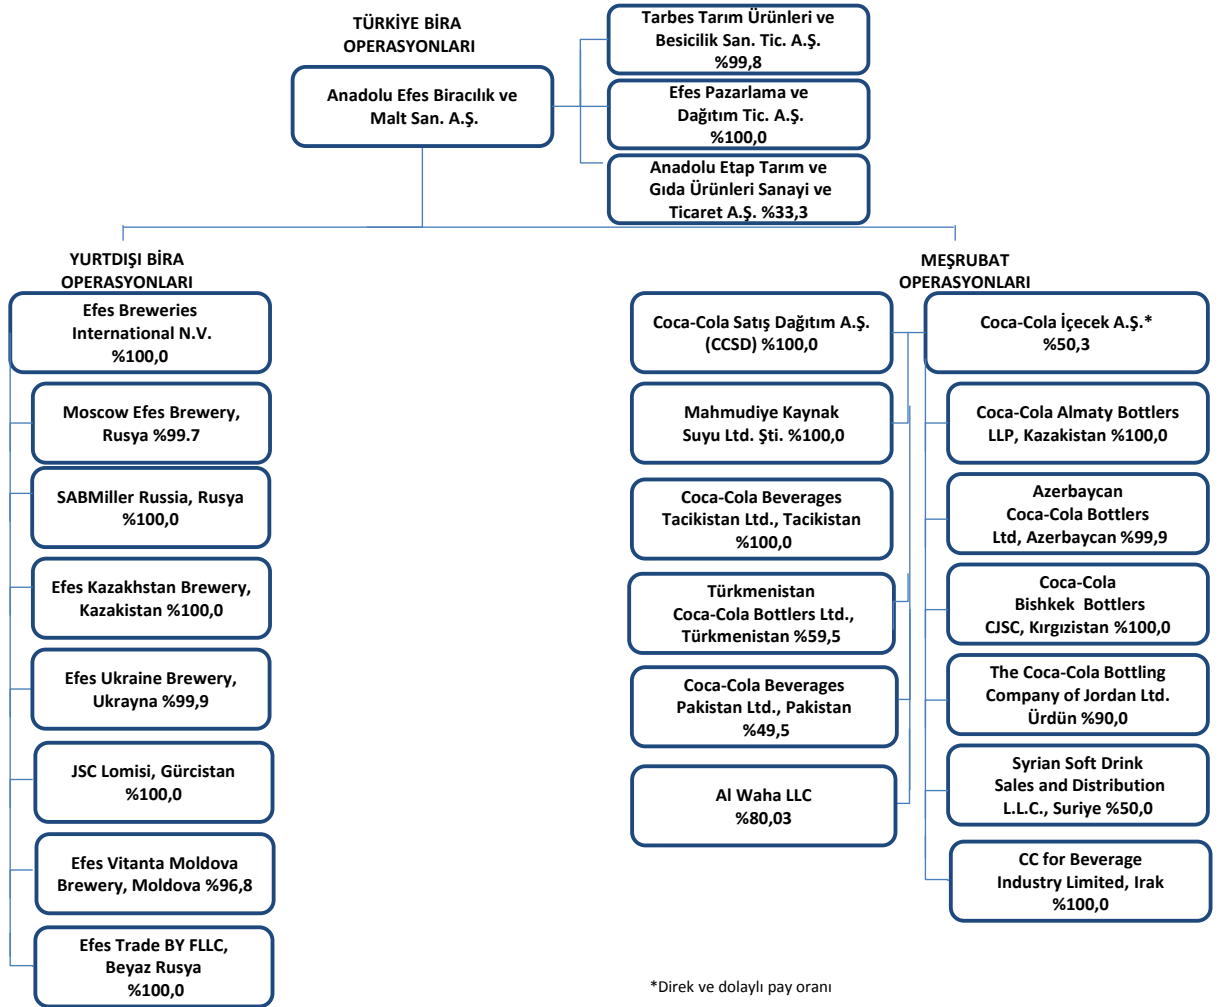 TÜRKİYE BİRA
OPERASYONLARI
Anadolu Efes Biracılık ve
Malt San. A.Ş.
Tarbes Tarım Ürünleri ve
Besicilik San. Tic. A.Ş.
%99,8
Efes Pazarlama ve
Dağıtım Tic. A.Ş.
%100,0
Anadolu Etap Tarım ve
Gıda Ürünleri Sanayi ve
Ticaret A.Ş. %33,3
YURTDIŞI BİRA
OPERASYONLARI
Efes Breweries
International N.V.
%100,0
Moscow Efes Brewery,
Rusya %99.7
SABMiller Russia, Rusya
%100,0
Efes Kazakhstan Brewery,
Kazakistan %100,0
Efes Ukraine Brewery,
Ukrayna %99,9
JSC Lomisi, Gürcistan
%100,0
Efes Vitanta Moldova
Brewery, Moldova %96,8
Efes Trade BY FLLC,
Beyaz Rusya
%100,0
MEŞRUBAT
OPERASYONLARI
Coca-Cola Satış Dağıtım A.Ş.
(CCSD) %100,0
Mahmudiye Kaynak
Suyu Ltd. Şti. %100,0
Coca-Cola Beverages
Tacikistan Ltd., Tacikistan
%100,0
Türkmenistan
Coca-Cola Bottlers Ltd.,
Türkmenistan %59,5
Coca-Cola Beverages
Pakistan Ltd., Pakistan
%49,5
Al Waha LLC
%80,03
Coca-Cola İçecek A.Ş.*
%50,3
Coca-Cola Almaty Bottlers
LLP, Kazakistan %100,0
Azerbaycan
Coca-Cola Bottlers
Ltd, Azerbaycan %99,9
Coca-Cola
Bishkek Bottlers
CJSC, Kırgızistan %100,0
The Coca-Cola Bottling
Company of Jordan Ltd.
Ürdün %90,0
Syrian Soft Drink
Sales and Distribution
L.L.C., Suriye %50,0
CC for Beverage
Industry Limited, Irak
%100,0
*Direk ve dolaylı pay oranı